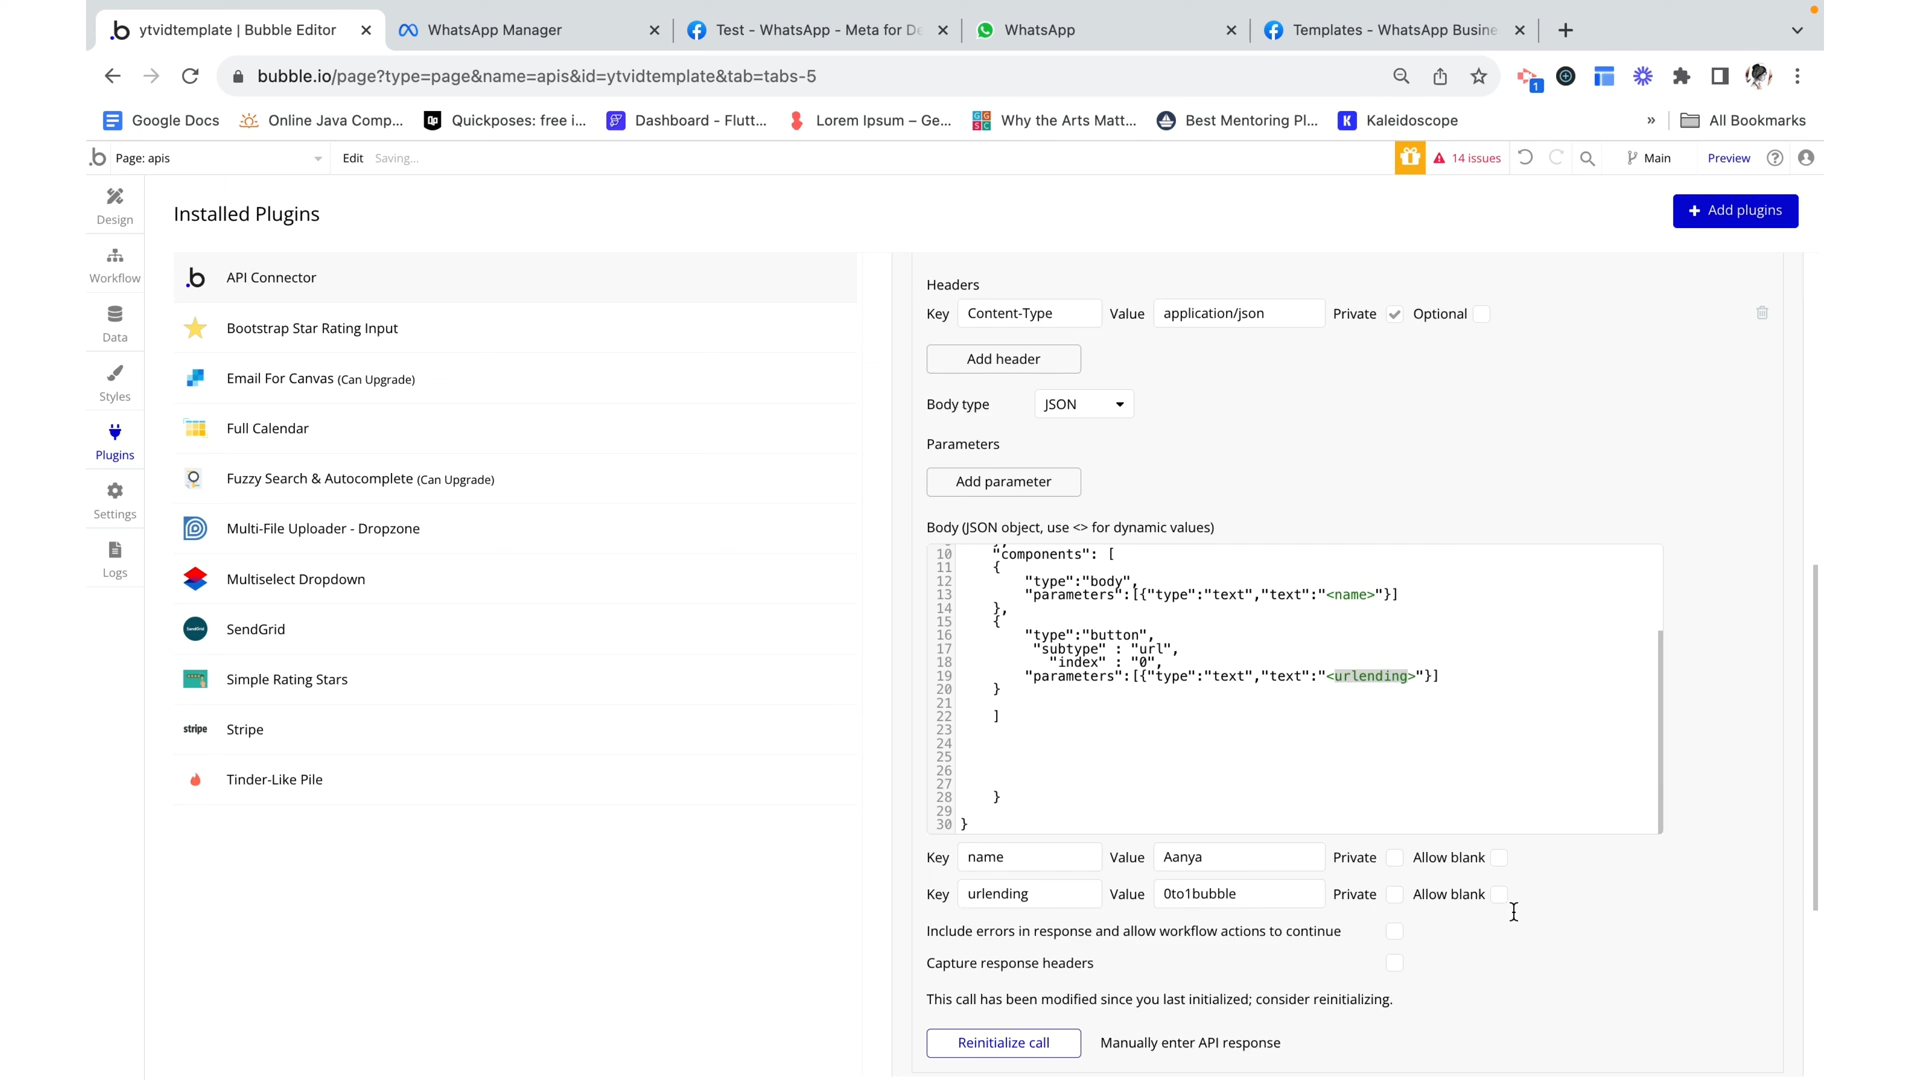 ytvidtemplate | Bubble Editor
WhatsApp Manager
Test - WhatsApp - Meta for De
WhatsApp
Templates - WhatsApp Busine
bubble.io/page?type=page&name=apis&id=ytvidtemplate&tab=tabs-5
1
Google Docs
Online Java Comp...
Quickposes: free i...
Dashboard - Flutt...
Lorem Ipsum – Ge...
Why the Arts Matt...
Best Mentoring Pl...
Kaleidoscope
»
All Bookmarks
Page: apis
Edit
Saving...
14 issues
Main
Preview
Design
Workflow
Data
Styles
Plugins
Settings
Logs
Installed Plugins
+ Add plugins
API Connector
Bootstrap Star Rating Input
Email For Canvas (Can Upgrade)
Full Calendar
Fuzzy Search & Autocomplete (Can Upgrade)
Multi-File Uploader - Dropzone
Multiselect Dropdown
SendGrid
Simple Rating Stars
stripe Stripe
Tinder-Like Pile
Headers
Key Content-Type Value application/json Private Optional
Add header
Body type JSON
Parameters
Add parameter
Body (JSON object, use <> for dynamic values)
10 "components": [
11 {
12 "type":"body",
13 "parameters":[{"type":"text","text":"<name>"}]
14 },
15 {
16 "type":"button",
17 "subtype" : "url",
18 "index" : "0",
19 "parameters":[{"type":"text","text":"<urlending>"}]
20 }
21
22 ]
23
24
25
26
27
28 }
29
30 }
Key name Value Aanya Private Allow blank
Key urlending Value 0to1bubble Private Allow blank
Include errors in response and allow workflow actions to continue
Capture response headers
This call has been modified since you last initialized; consider reinitializing.
Reinitialize call Manually enter API response